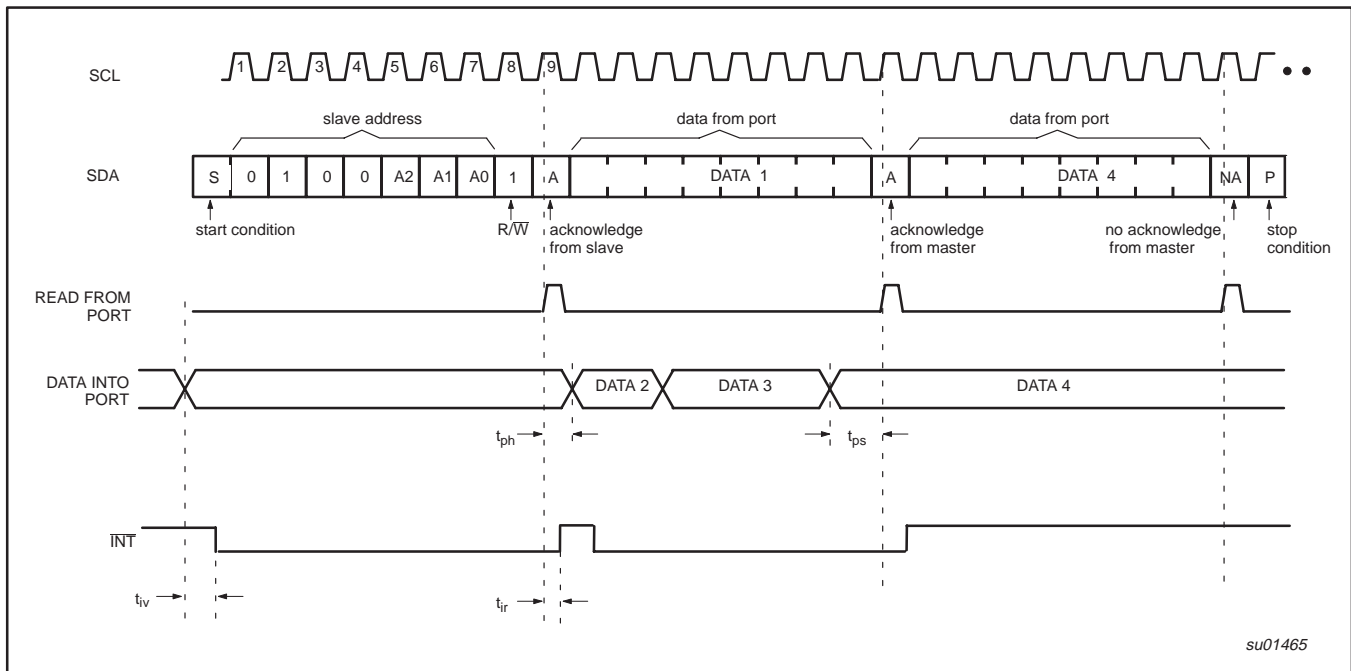 SCL
1 2 3 4 5 6 7 8 9
slave address
data from port
data from port
SDA
S 0 1 0 0 A2 A1 A0 1 A DATA 1 A DATA 4 NA P
start condition
R/W̅
acknowledge
from slave
acknowledge
from master
no acknowledge
from master
stop
condition
READ FROM
PORT
DATA INTO
PORT
DATA 2
DATA 3
DATA 4
tph
tps
I̅N̅T̅
tiv
tir
su01465